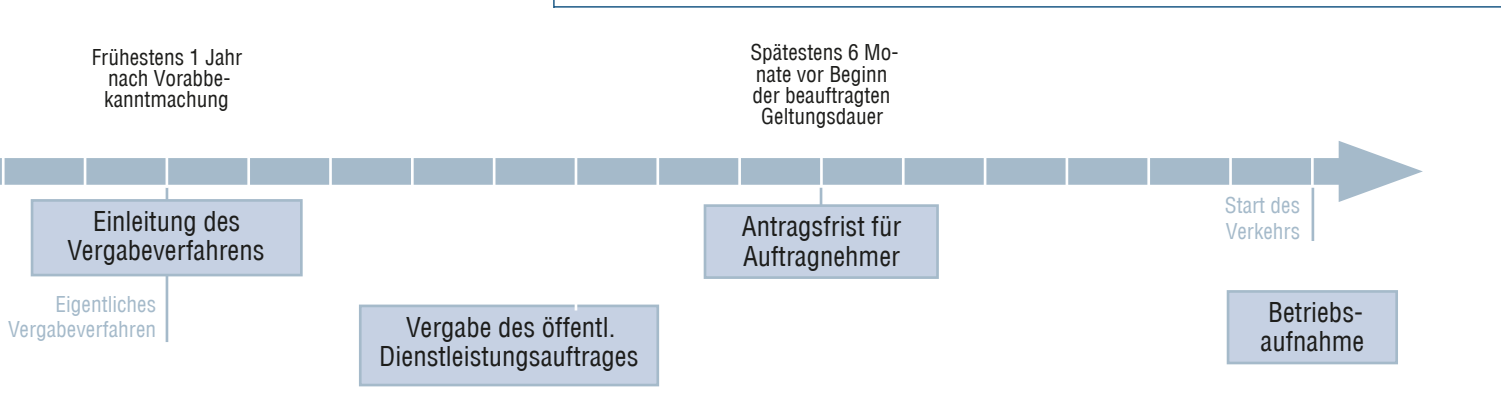 Frühestens 1 Jahr
nach Vorabbe-
kanntmachung
Spätestens 6 Mo-
nate vor Beginn
der beauftragten
Geltungsdauer
Einleitung des
Vergabeverfahrens
Antragsfrist für
Auftragnehmer
Start des
Verkehrs
Eigentliches
Vergabeverfahren
Vergabe des öffentl.
Dienstleistungsauftrages
Betriebs-
aufnahme